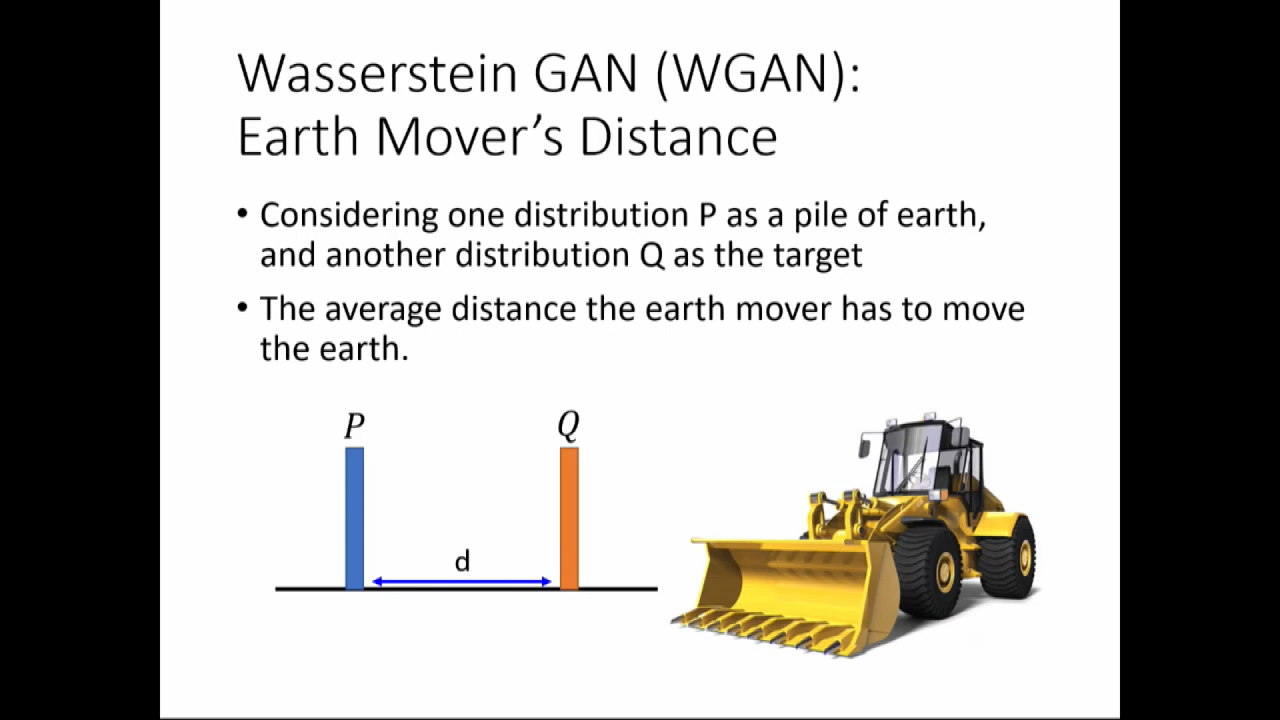 Wasserstein GAN (WGAN):
Earth Mover’s Distance
• Considering one distribution P as a pile of earth,
and another distribution Q as the target
• The average distance the earth mover has to move
the earth.
P
Q
d